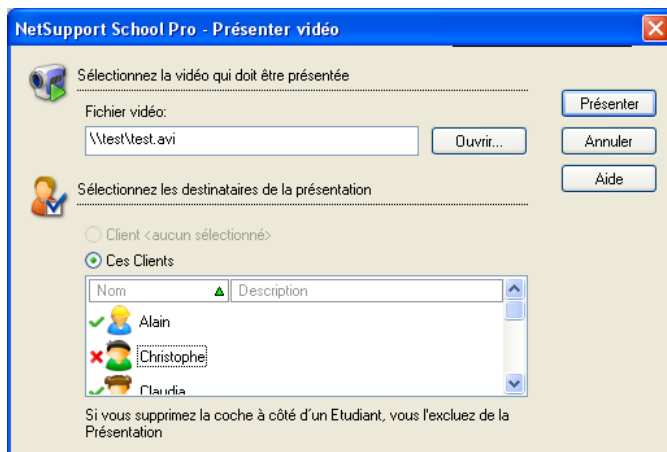 NetSupport School Pro - Présenter vidéo
Sélectionnez la vidéo qui doit être présentée
Fichier vidéo:
\\test\test.avi
Ouvrir...
Présenter
Annuler
Aide
Sélectionnez les destinataires de la présentation
Client <aucun sélectionné>
Ces Clients
Nom Description
Alain
Christophe
Claudia
Si vous supprimez la coche à côté d'un Etudiant, vous l'excluez de la
Présentation